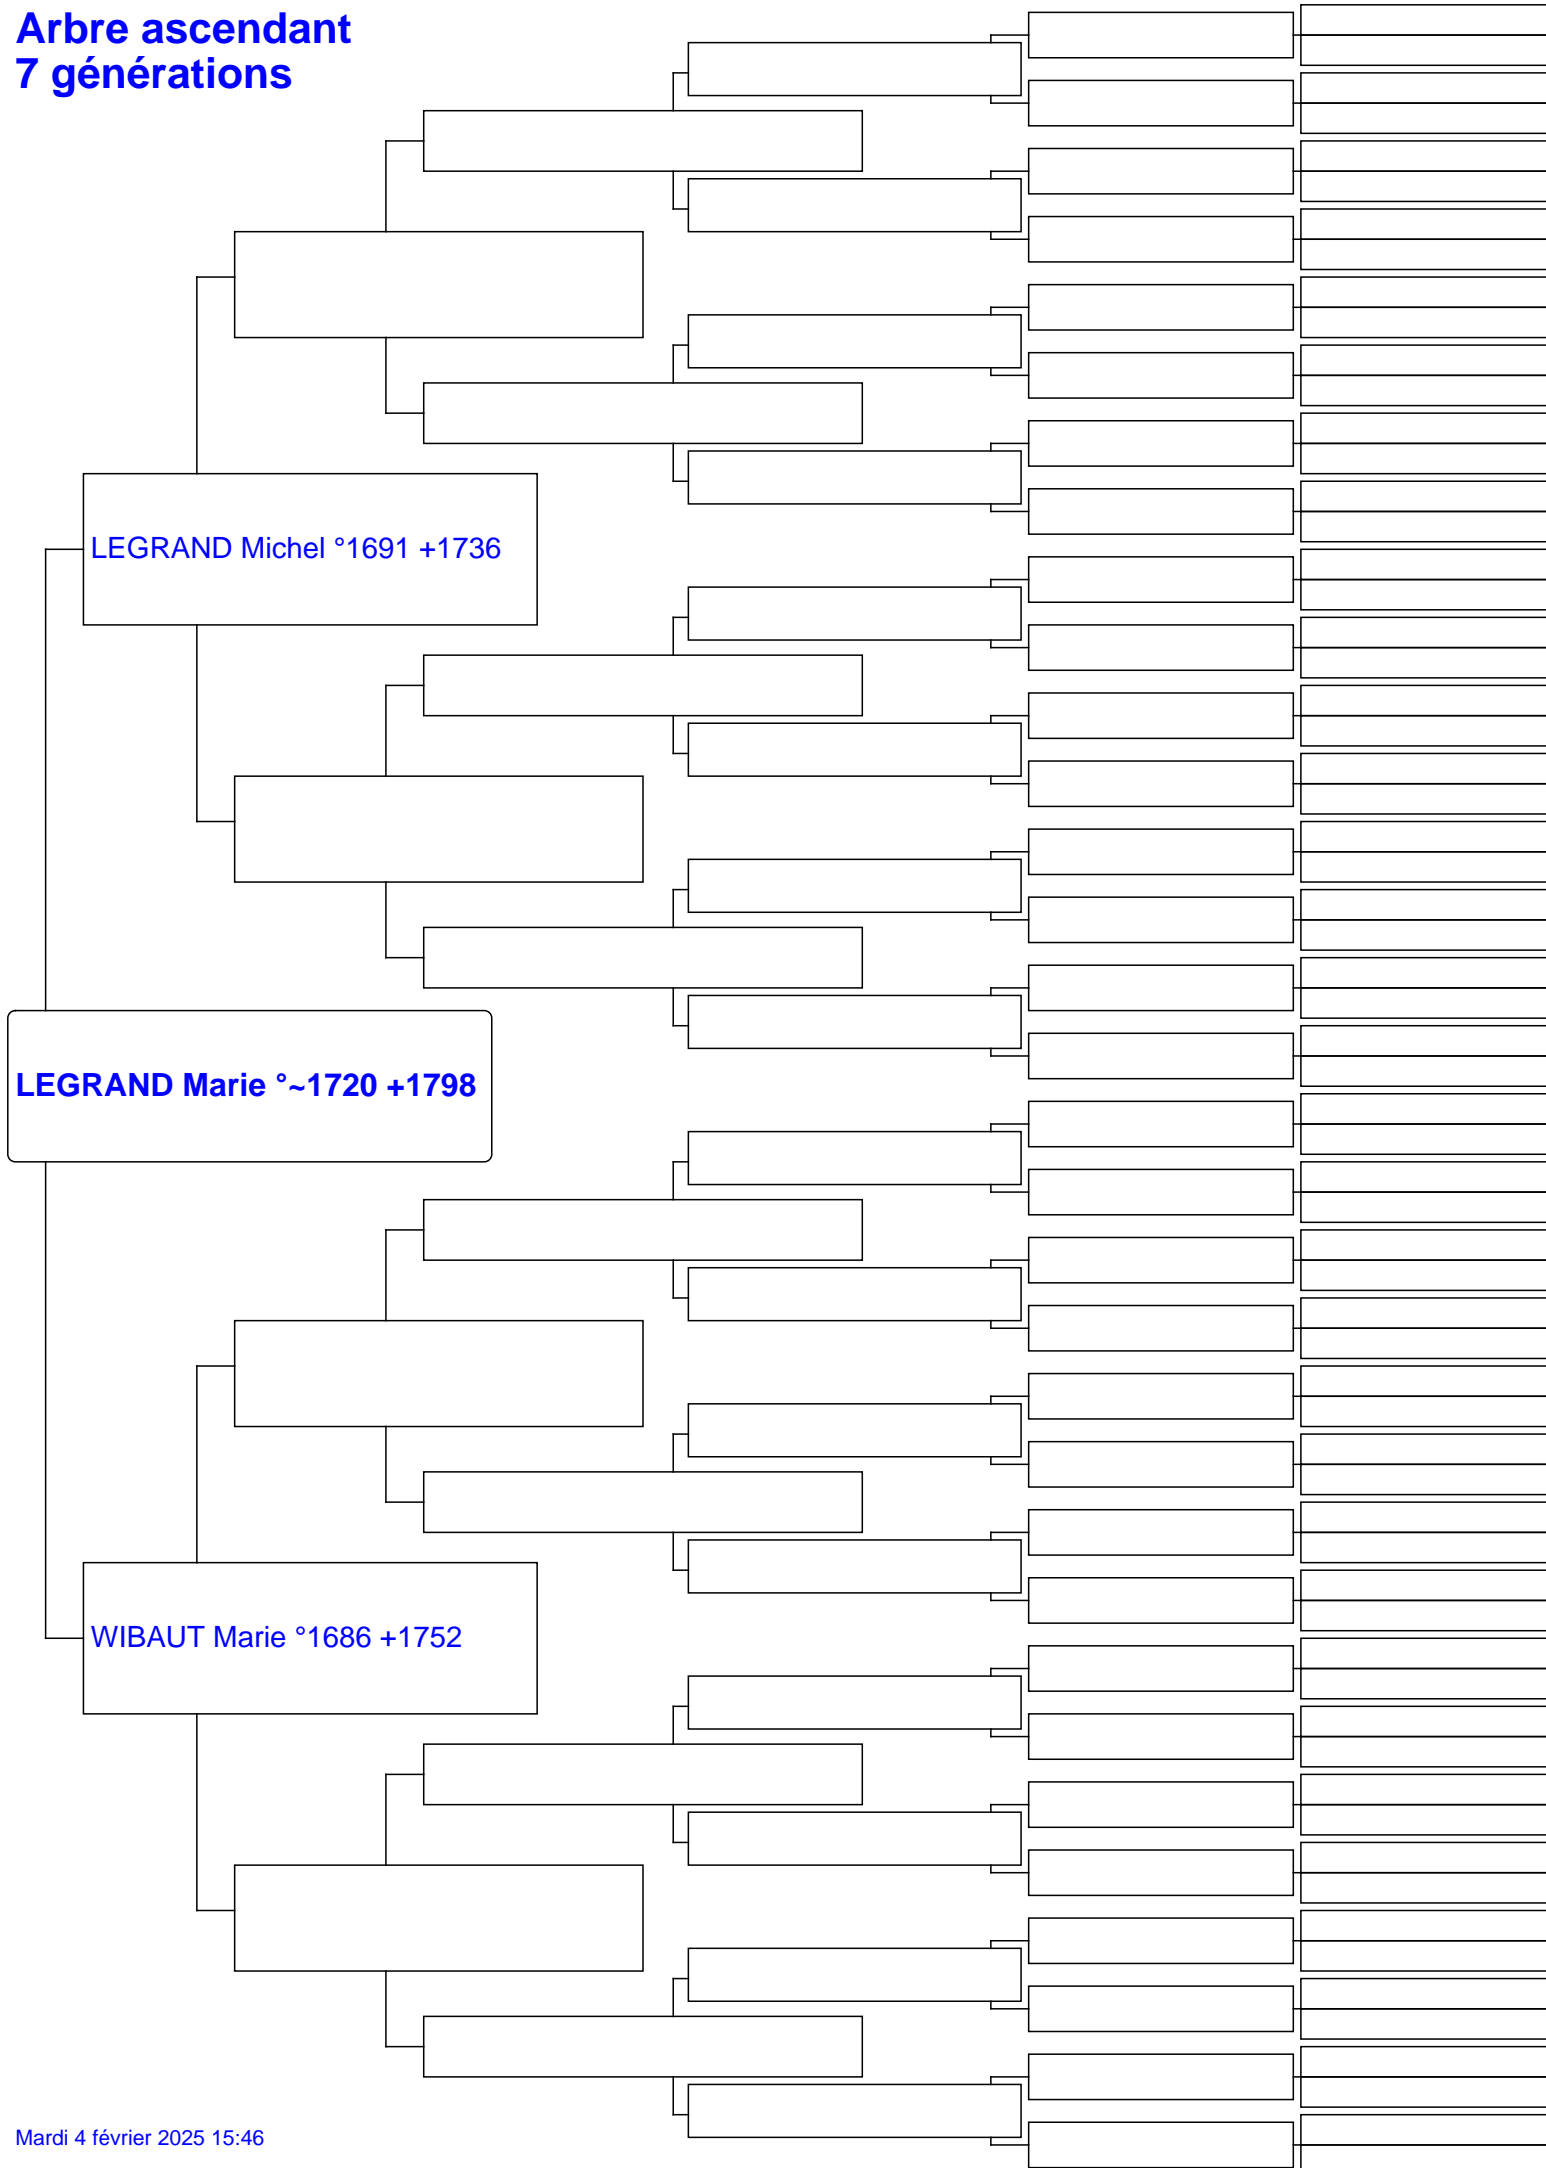 Arbre ascendant
7 générations
LEGRAND Michel °1691 +1736
LEGRAND Marie °~1720 +1798
WIBAUT Marie °1686 +1752
Mardi 4 février 2025 15:46